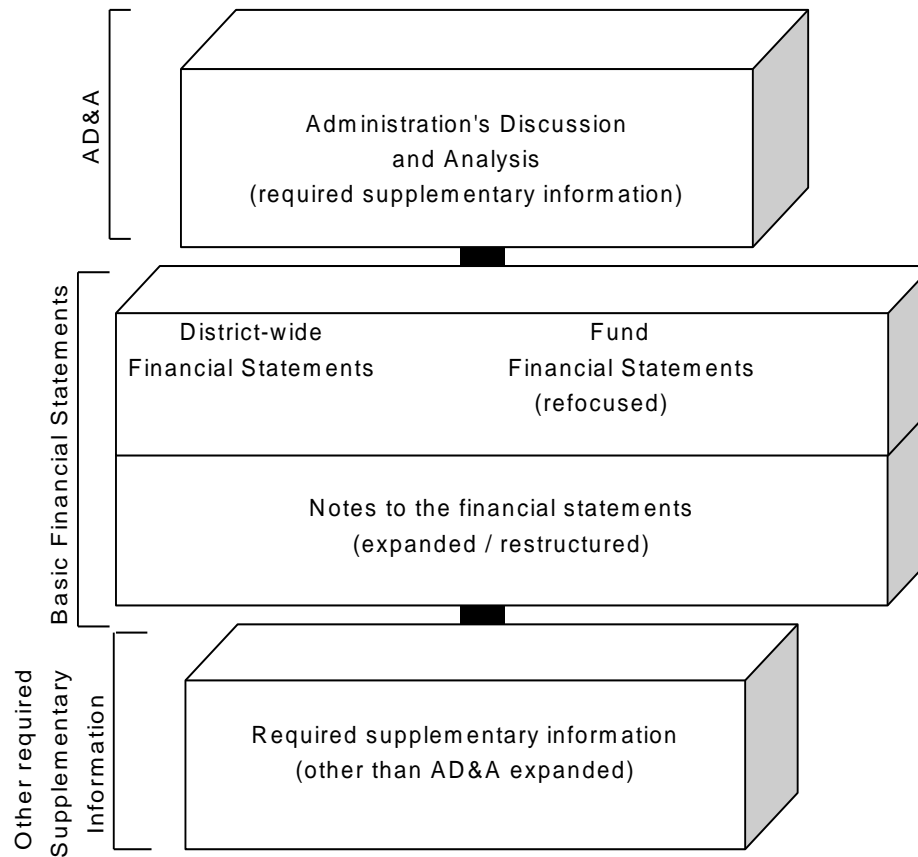 AD&A
Administration's Discussion
and Analysis
(required supplementary information)
Basic Financial Statements
District-wide
Financial Statements
Fund
Financial Statements
(refocused)
Notes to the financial statements
(expanded / restructured)
Other required
Supplementary
Information
Required supplementary information
(other than AD&A expanded)